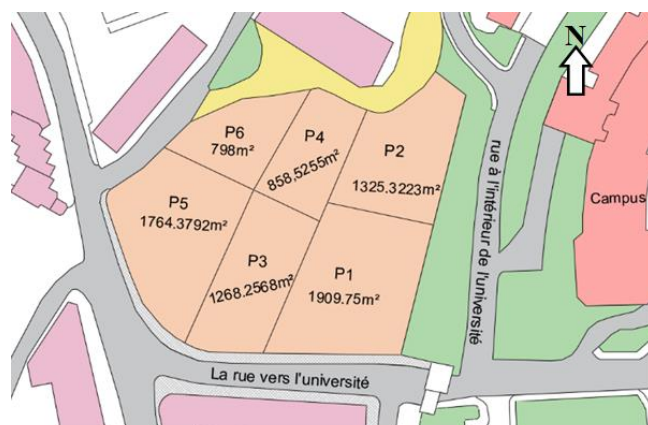 N
P6
798m²
P4
858,5255m²
P2
1325.3223m²
P5
1764.3792m²
P3
1268.2568m²
P1
1909.75m²
rue à l'intérieur de l'université
Campus
La rue vers l'université